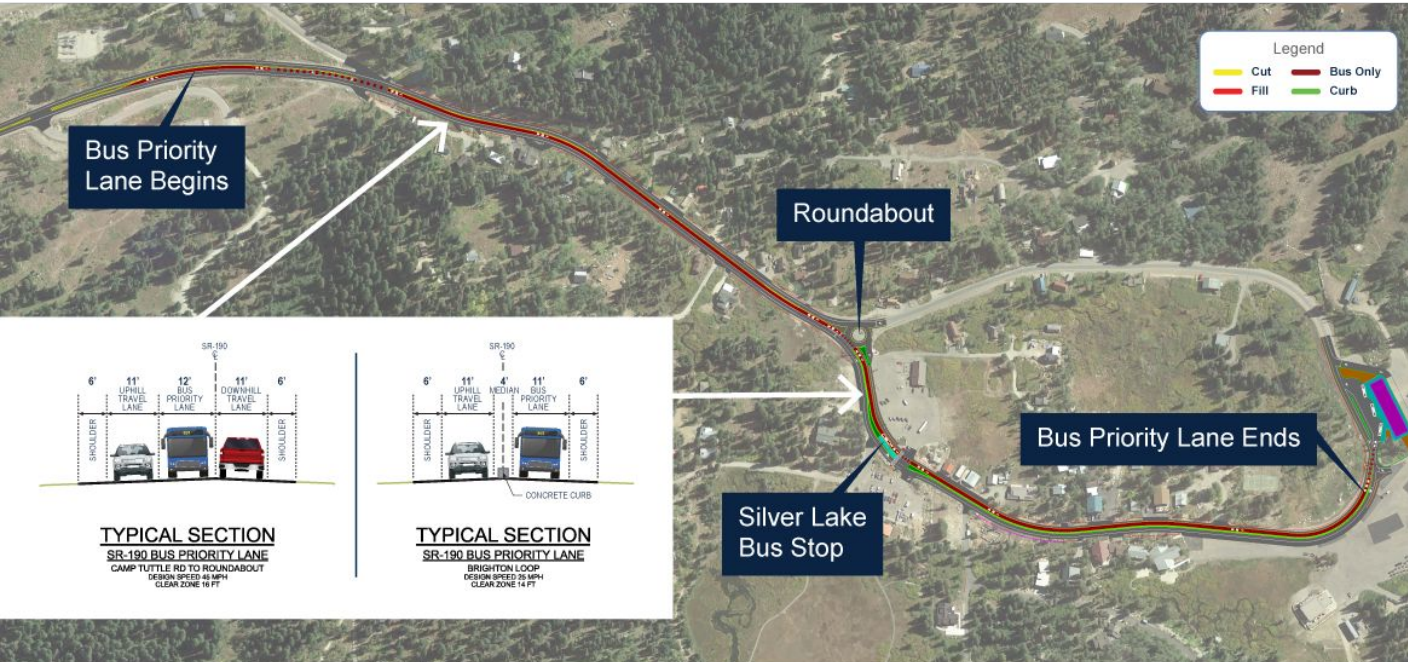 Legend
Cut
Bus Only
Fill
Curb
Bus Priority
Lane Begins
Roundabout
Bus Priority Lane Ends
Silver Lake
Bus Stop
SR-190
6'
11'
UPHILL
TRAVEL
LANE
12'
BUS
PRIORITY
LANE
11'
DOWNHILL
TRAVEL
LANE
6'
SHOULDER
SHOULDER
TYPICAL SECTION
SR-190 BUS PRIORITY LANE
CAMP TUTTLE RD TO ROUNDABOUT
DESIGN SPEED 45 MPH
CLEAR ZONE 16 FT
SR-190
6'
11'
UPHILL
TRAVEL
LANE
4'
MEDIAN
11'
BUS
PRIORITY
LANE
6'
SHOULDER
SHOULDER
CONCRETE CURB
TYPICAL SECTION
SR-190 BUS PRIORITY LANE
BRIGHTON LOOP
DESIGN SPEED 25 MPH
CLEAR ZONE 14 FT